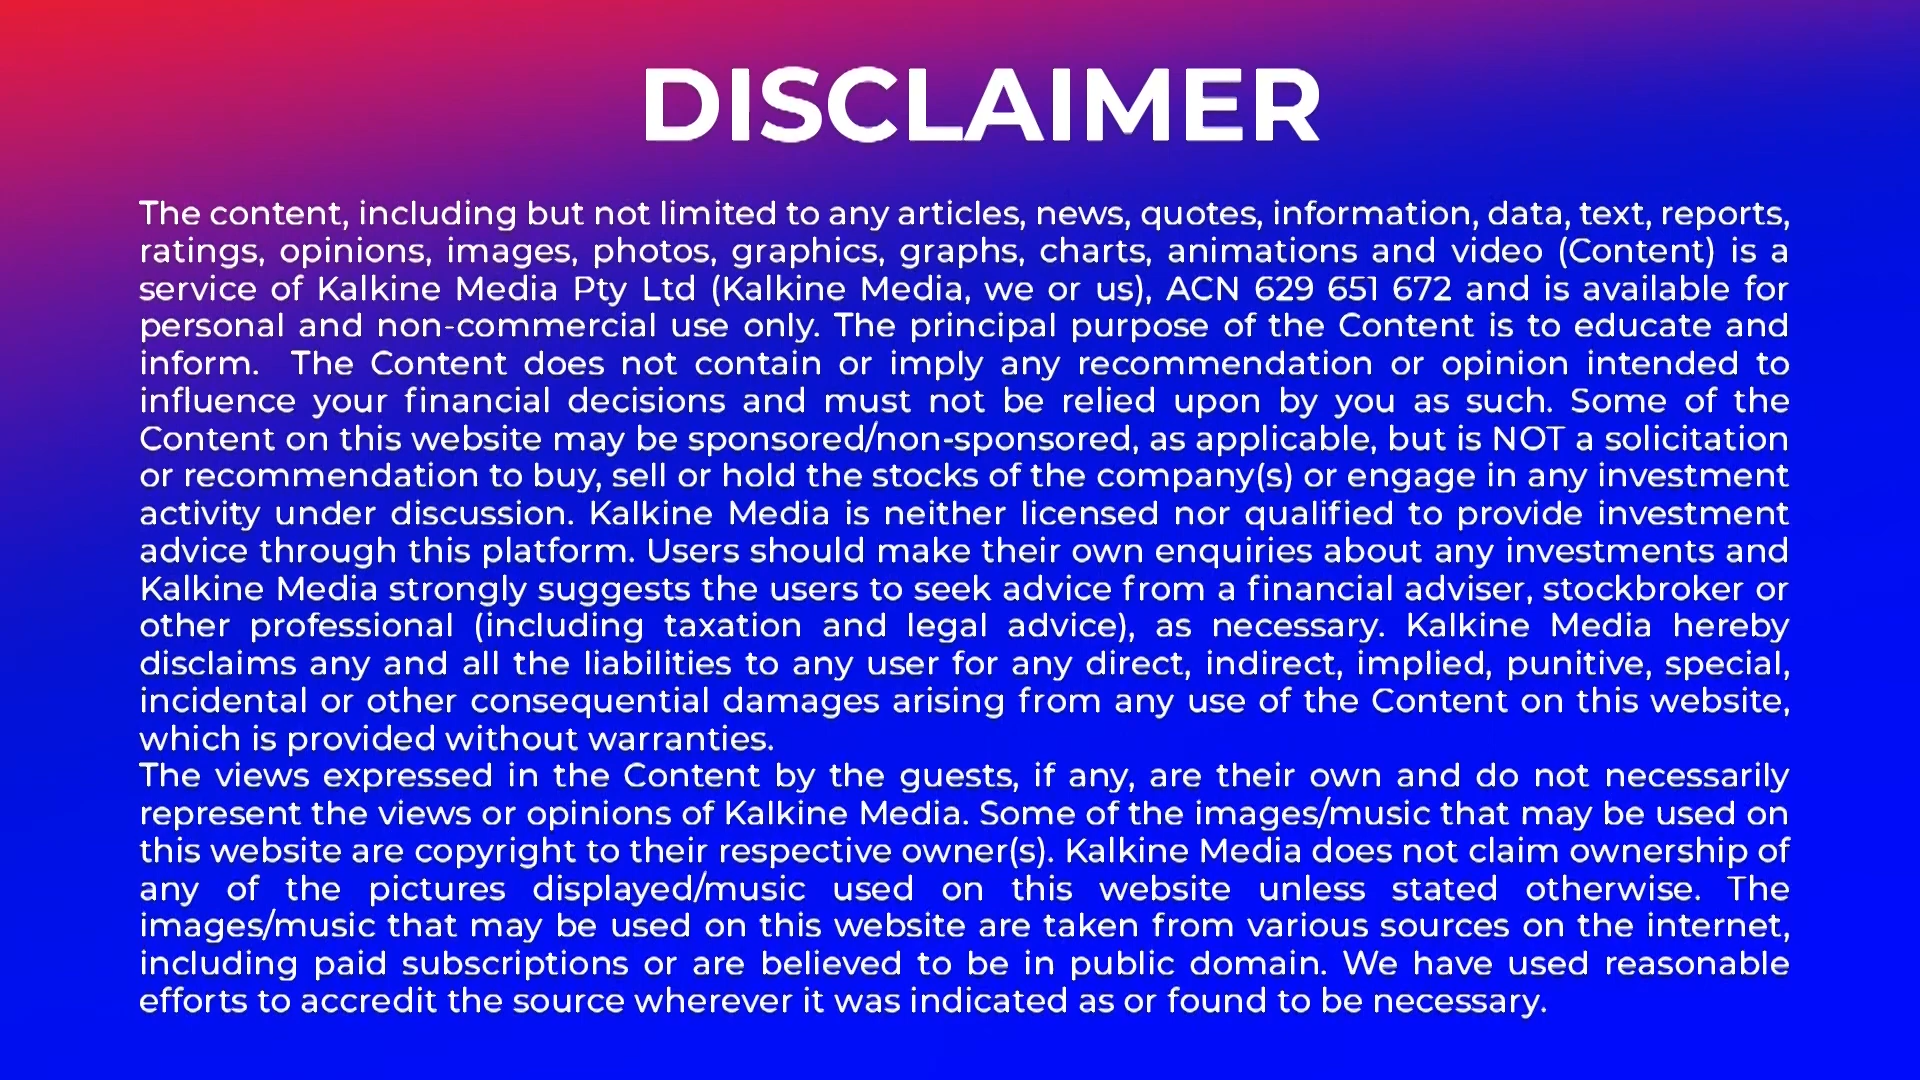 DISCLAIMER
The content, including but not limited to any articles, news, quotes, information, data, text, reports,
ratings, opinions, images, photos, graphics, graphs, charts, animations and video (Content) is a
service of Kalkine Media Pty Ltd (Kalkine Media, we or us), ACN 629 651 672 and is available for
personal and non-commercial use only. The principal purpose of the Content is to educate and
inform.  The Content does not contain or imply any recommendation or opinion intended to
influence your financial decisions and must not be relied upon by you as such. Some of the
Content on this website may be sponsored/non-sponsored, as applicable, but is NOT a solicitation
or recommendation to buy, sell or hold the stocks of the company(s) or engage in any investment
activity under discussion. Kalkine Media is neither licensed nor qualified to provide investment
advice through this platform. Users should make their own enquiries about any investments and
Kalkine Media strongly suggests the users to seek advice from a financial adviser, stockbroker or
other professional (including taxation and legal advice), as necessary. Kalkine Media hereby
disclaims any and all the liabilities to any user for any direct, indirect, implied, punitive, special,
incidental or other consequential damages arising from any use of the Content on this website,
which is provided without warranties.
The views expressed in the Content by the guests, if any, are their own and do not necessarily
represent the views or opinions of Kalkine Media. Some of the images/music that may be used on
this website are copyright to their respective owner(s). Kalkine Media does not claim ownership of
any of the pictures displayed/music used on this website unless stated otherwise. The
images/music that may be used on this website are taken from various sources on the internet,
including paid subscriptions or are believed to be in public domain. We have used reasonable
efforts to accredit the source wherever it was indicated as or found to be necessary.